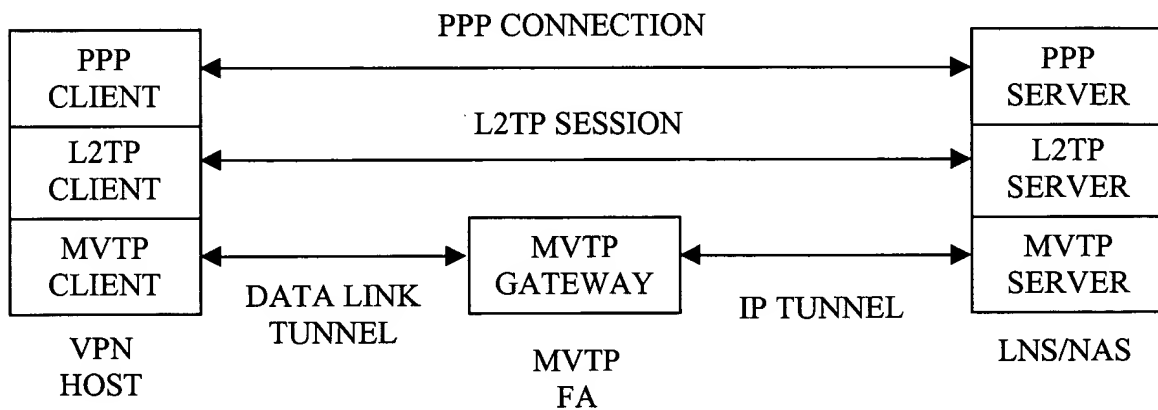 PPP CONNECTION
PPP
CLIENT
PPP
SERVER
L2TP SESSION
L2TP
CLIENT
L2TP
SERVER
MVTP
CLIENT
MVTP
GATEWAY
MVTP
SERVER
DATA LINK
TUNNEL
IP TUNNEL
VPN
HOST
MVTP
FA
LNS/NAS